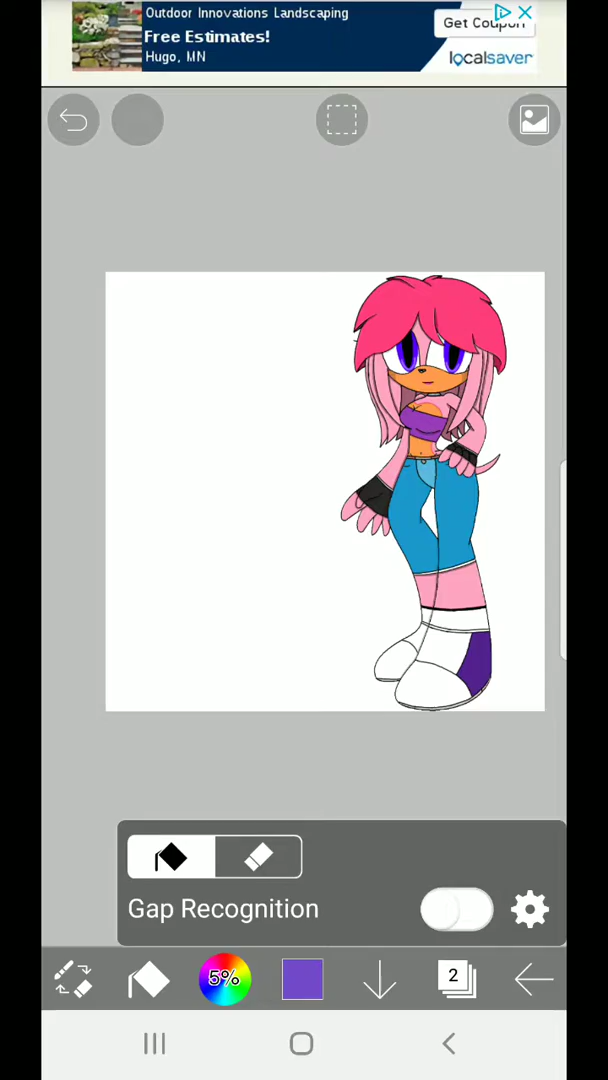 Outdoor Innovations Landscaping
Free Estimates!
Hugo, MN
Get Coupon
localsaver
Gap Recognition
5%
2